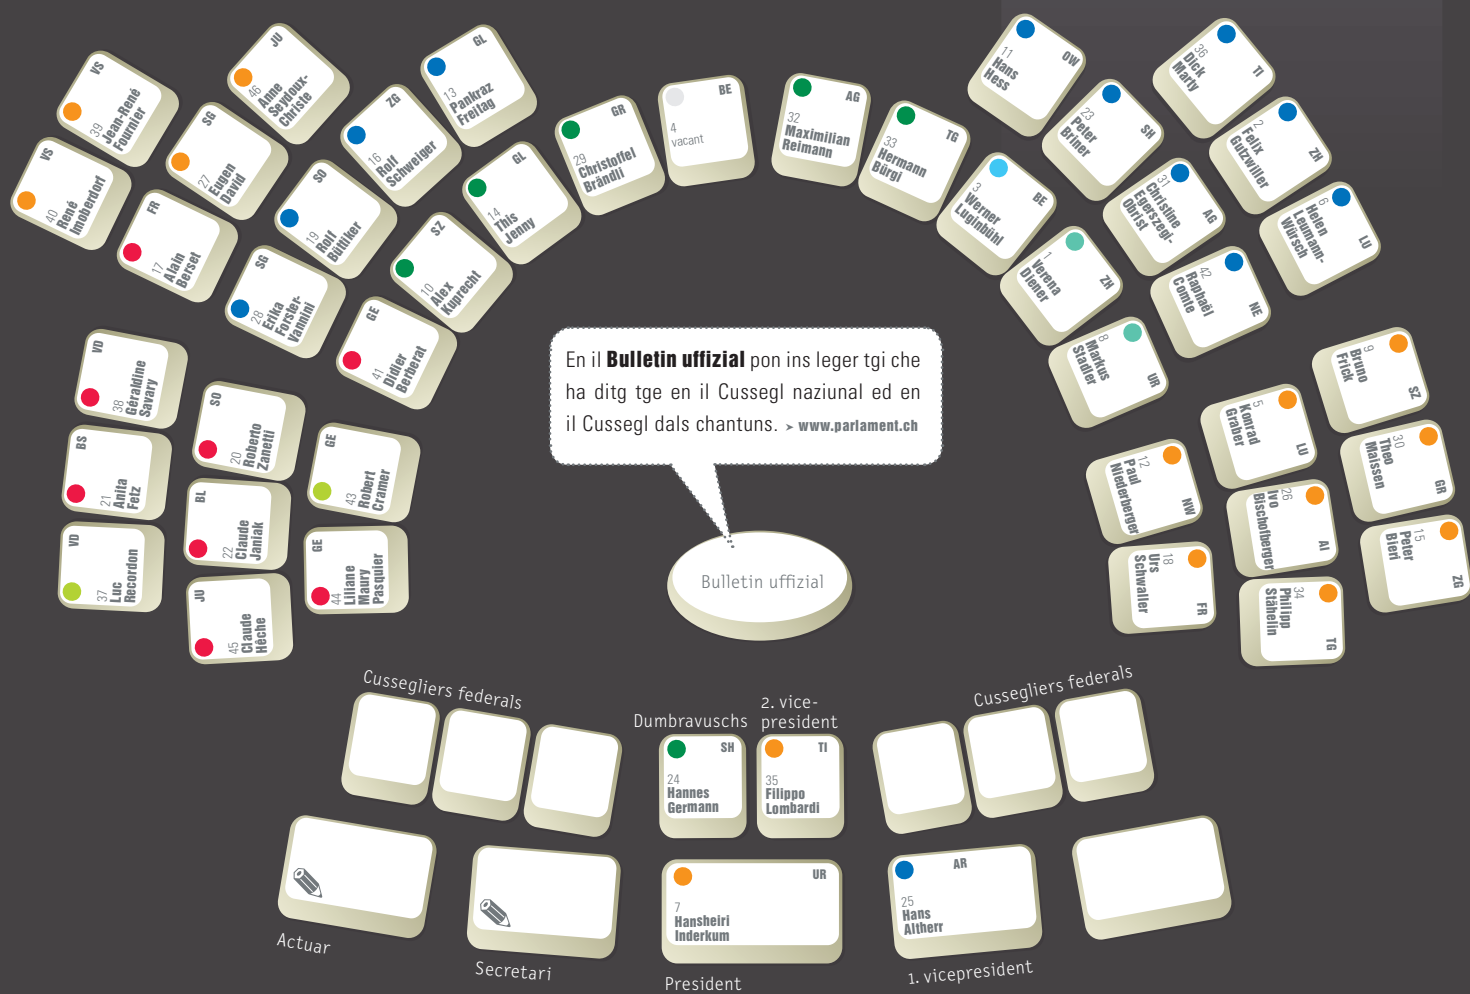 VS
40
René
Imoberdorf
VS
39
Jean-René
Fournier
FR
17
Alain
Berset
SG
27
Eugen
David
JU
46
Anne
Seydoux-
Christe
SG
28
Erika
Forster-
Vannini
SO
19
Rolf
Büttiker
ZG
16
Rolf
Schweiger
GL
13
Pankraz
Freitag
GE
41
Didier
Berberat
SZ
10
Alex
Kuprecht
GL
14
This
Jenny
GR
29
Christoffel
Brändli
BE
4
vacant
AG
32
Maximilian
Reimann
TG
33
Hermann
Bürgi
BE
3
Werner
Luginbühl
ZH
1
Verena
Diener
UR
8
Markus
Stadler
OW
11
Hans
Hess
SH
23
Peter
Briner
AG
31
Christine
Egerszegi-
Obrist
NE
42
Raphaël
Comte
TI
36
Dick
Marty
ZH
2
Felix
Gutzwiller
LU
6
Helen
Leumann-
Würsch
VD
38
Géraldine
Savary
BS
21
Anita
Fetz
VD
37
Luc
Recordon
SO
20
Roberto
Zanetti
BL
22
Claude
Janiak
JU
45
Claude
Hêche
GE
43
Robert
Cramer
GE
44
Liliane
Maury
Pasquier
En il Bulletin uffizial pon ins leger tgi che
ha ditg tge en il Cussegl naziunal ed en
il Cussegl dals chantuns. ➤ www.parlament.ch
Bulletin uffizial
NW
12
Paul
Niederberger
FR
18
Urs
Schwaller
LU
5
Konrad
Graber
AI
26
Ivo
Bischofberger
TG
34
Philipp
Stähelin
SZ
9
Bruno
Frick
GR
30
Theo
Maissen
ZG
15
Peter
Bieri
Cussegliers federals
Dumbravuschs
2. vice-
president
Cussegliers federals
SH
24
Hannes
Germann
TI
35
Filippo
Lombardi
UR
7
Hansheiri
Inderkum
AR
25
Hans
Altherr
Actuar
Secretari
President
1. vicepresident